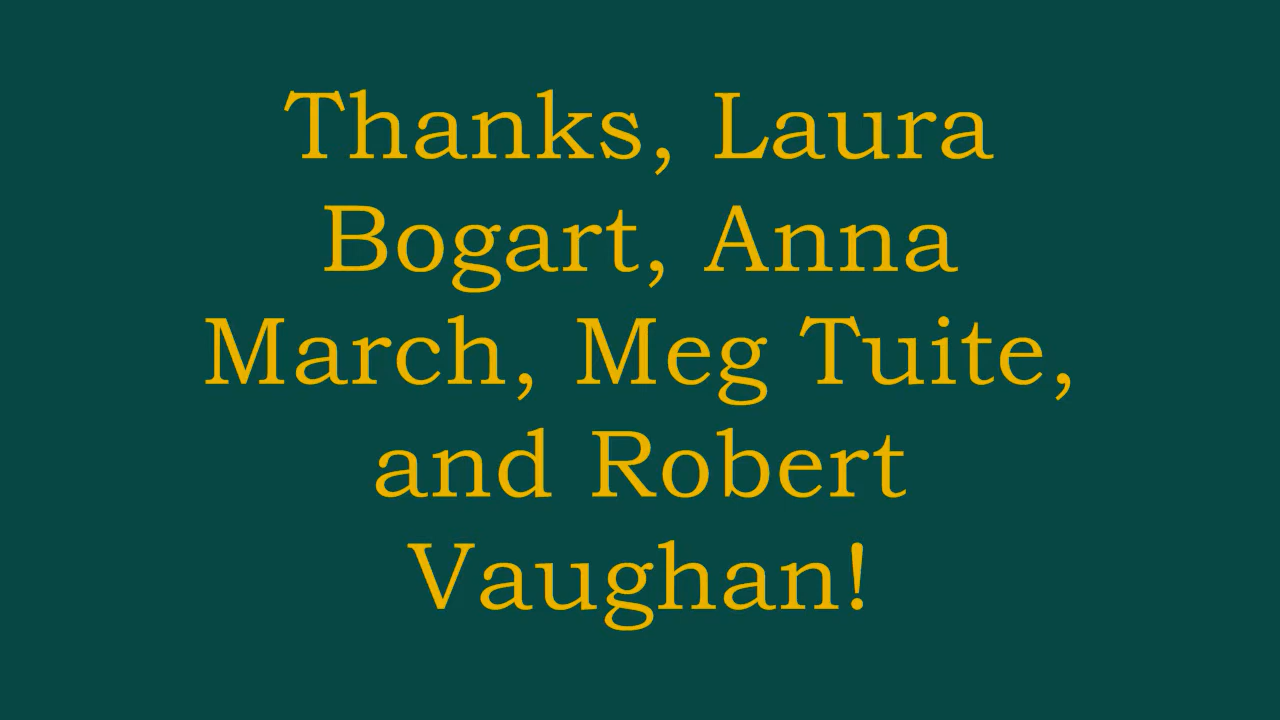 Thanks, Laura
Bogart, Anna
March, Meg Tuite,
and Robert
Vaughan!